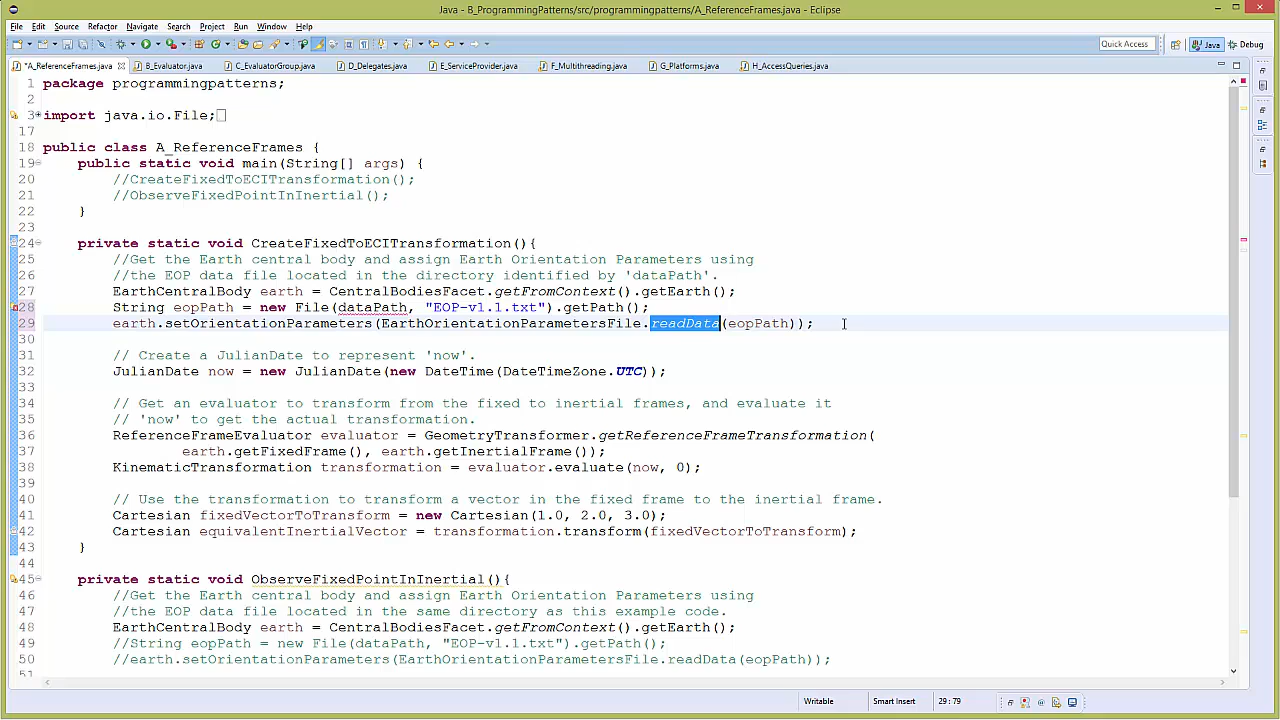 Java - B_ProgrammingPatterns/src/programmingpatterns/A_ReferenceFrames.java - Eclipse
File Edit Source Refactor Navigate Search Project Run Window Help
Quick Access Java Debug
*A_ReferenceFrames.java B_Evaluator.java C_EvaluatorGroup.java D_Delegates.java E_ServiceProvider.java F_Multithreading.java G_Platforms.java H_AccessQueries.java
1 package programmingpatterns;
2
3 import java.io.File;
17
18 public class A_ReferenceFrames {
19 public static void main(String[] args) {
20 //CreateFixedToECITransformation();
21 //ObserveFixedPointInInertial();
22 }
23
24 private static void CreateFixedToECITransformation(){
25 //Get the Earth central body and assign Earth Orientation Parameters using
26 //the EOP data file located in the directory identified by 'dataPath'.
27 EarthCentralBody earth = CentralBodiesFacet.getFromContext().getEarth();
28 String eopPath = new File(dataPath, "EOP-v1.1.txt").getPath();
29 earth.setOrientationParameters(EarthOrientationParametersFile.readData(eopPath));
30
31 // Create a JulianDate to represent 'now'.
32 JulianDate now = new JulianDate(new DateTime(DateTimeZone.UTC));
33
34 // Get an evaluator to transform from the fixed to inertial frames, and evaluate it
35 // 'now' to get the actual transformation.
36 ReferenceFrameEvaluator evaluator = GeometryTransformer.getReferenceFrameTransformation(
37 earth.getFixedFrame(), earth.getInertialFrame());
38 KinematicTransformation transformation = evaluator.evaluate(now, 0);
39
40 // Use the transformation to transform a vector in the fixed frame to the inertial frame.
41 Cartesian fixedVectorToTransform = new Cartesian(1.0, 2.0, 3.0);
42 Cartesian equivalentInertialVector = transformation.transform(fixedVectorToTransform);
43 }
44
45 private static void ObserveFixedPointInInertial(){
46 //Get the Earth central body and assign Earth Orientation Parameters using
47 //the EOP data file located in the same directory as this example code.
48 EarthCentralBody earth = CentralBodiesFacet.getFromContext().getEarth();
49 //String eopPath = new File(dataPath, "EOP-v1.1.txt").getPath();
50 //earth.setOrientationParameters(EarthOrientationParametersFile.readData(eopPath));
51
Writable Smart Insert 29 : 79